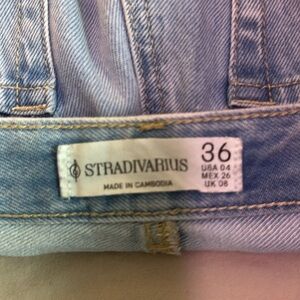 STRADIVARIUS
MADE IN CAMBODIA
36
USA 04
MEX 26
UK 08